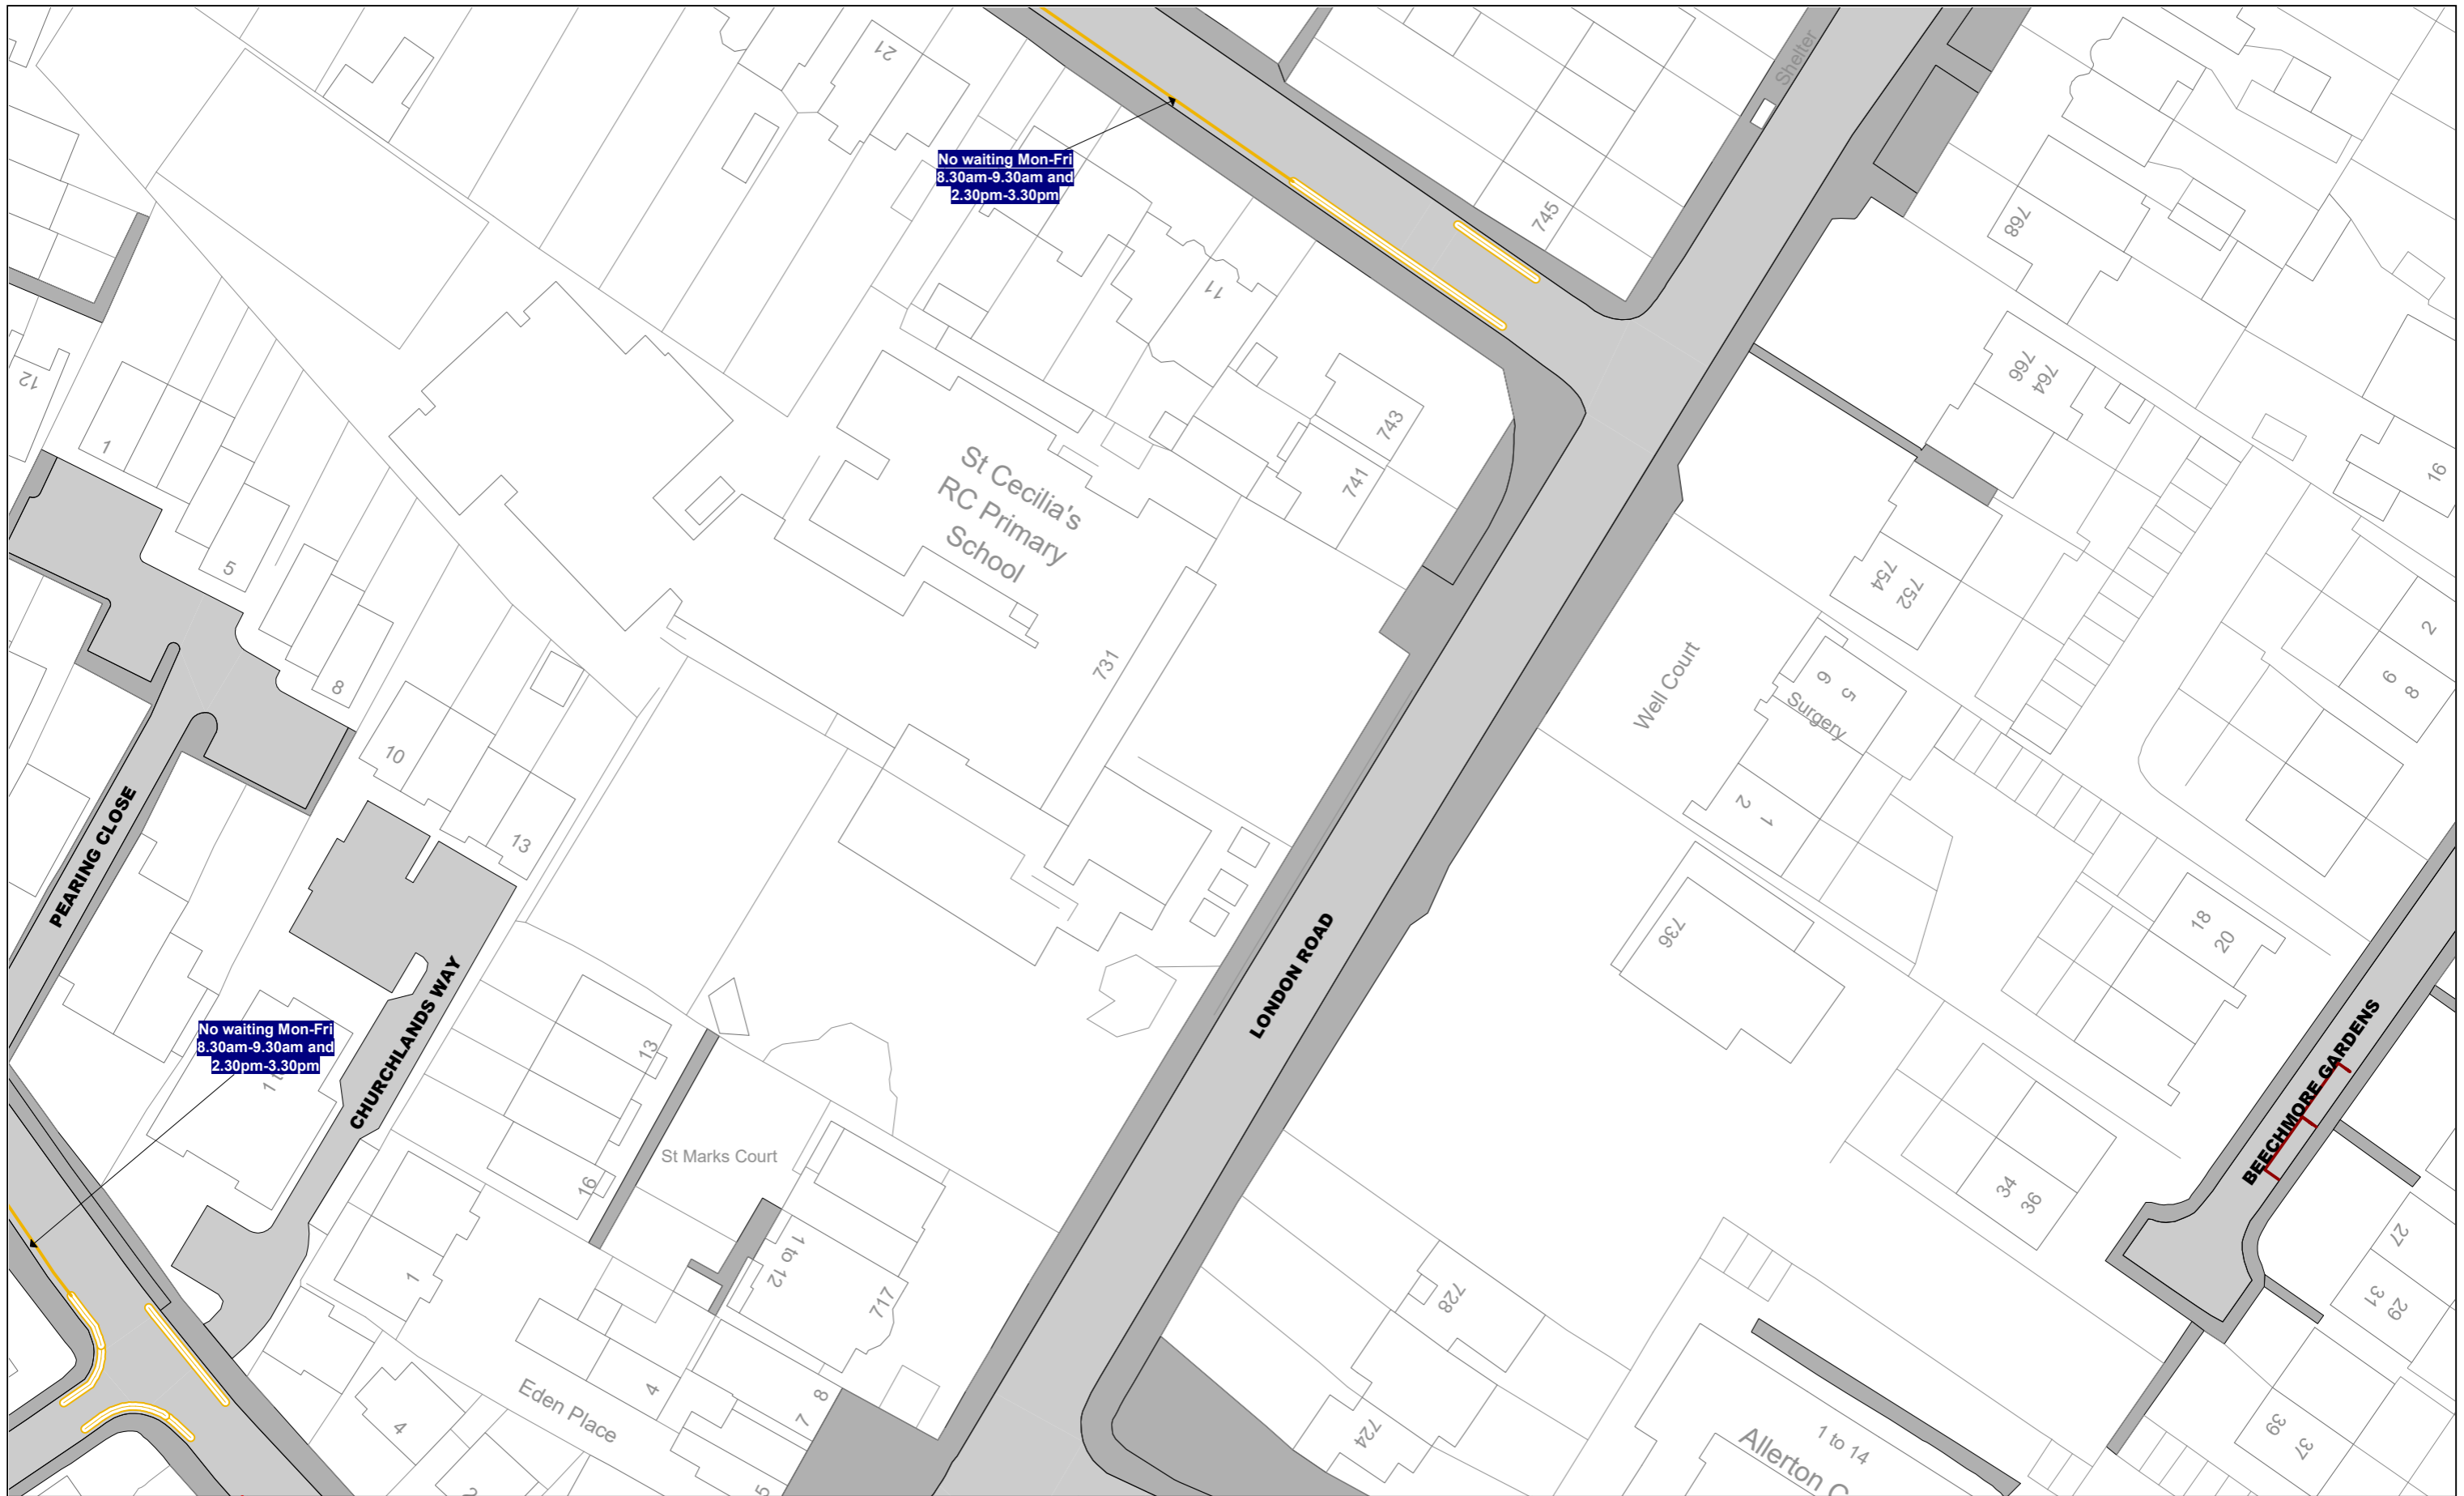 21
Shelter
No waiting Mon-Fri
8.30am-9.30am and
2.30pm-3.30pm
745
768
11
12
766
764
743
741
1
St Cecilia's
RC Primary
School
16
5
754
752
2
6
8
731
8
Well Court
6
5
Surgery
10
13
2
1
PEARING CLOSE
736
18
20
LONDON ROAD
CHURCHLANDS WAY
No waiting Mon-Fri
8.30am-9.30am and
2.30pm-3.30pm
13
BEECHMORE GARDENS
St Marks Court
16
34
36
27
1 to 12
1
717
728
29
31
4
8
7
Eden Place
4
724
1 to 14
Allerton C
39
37
5